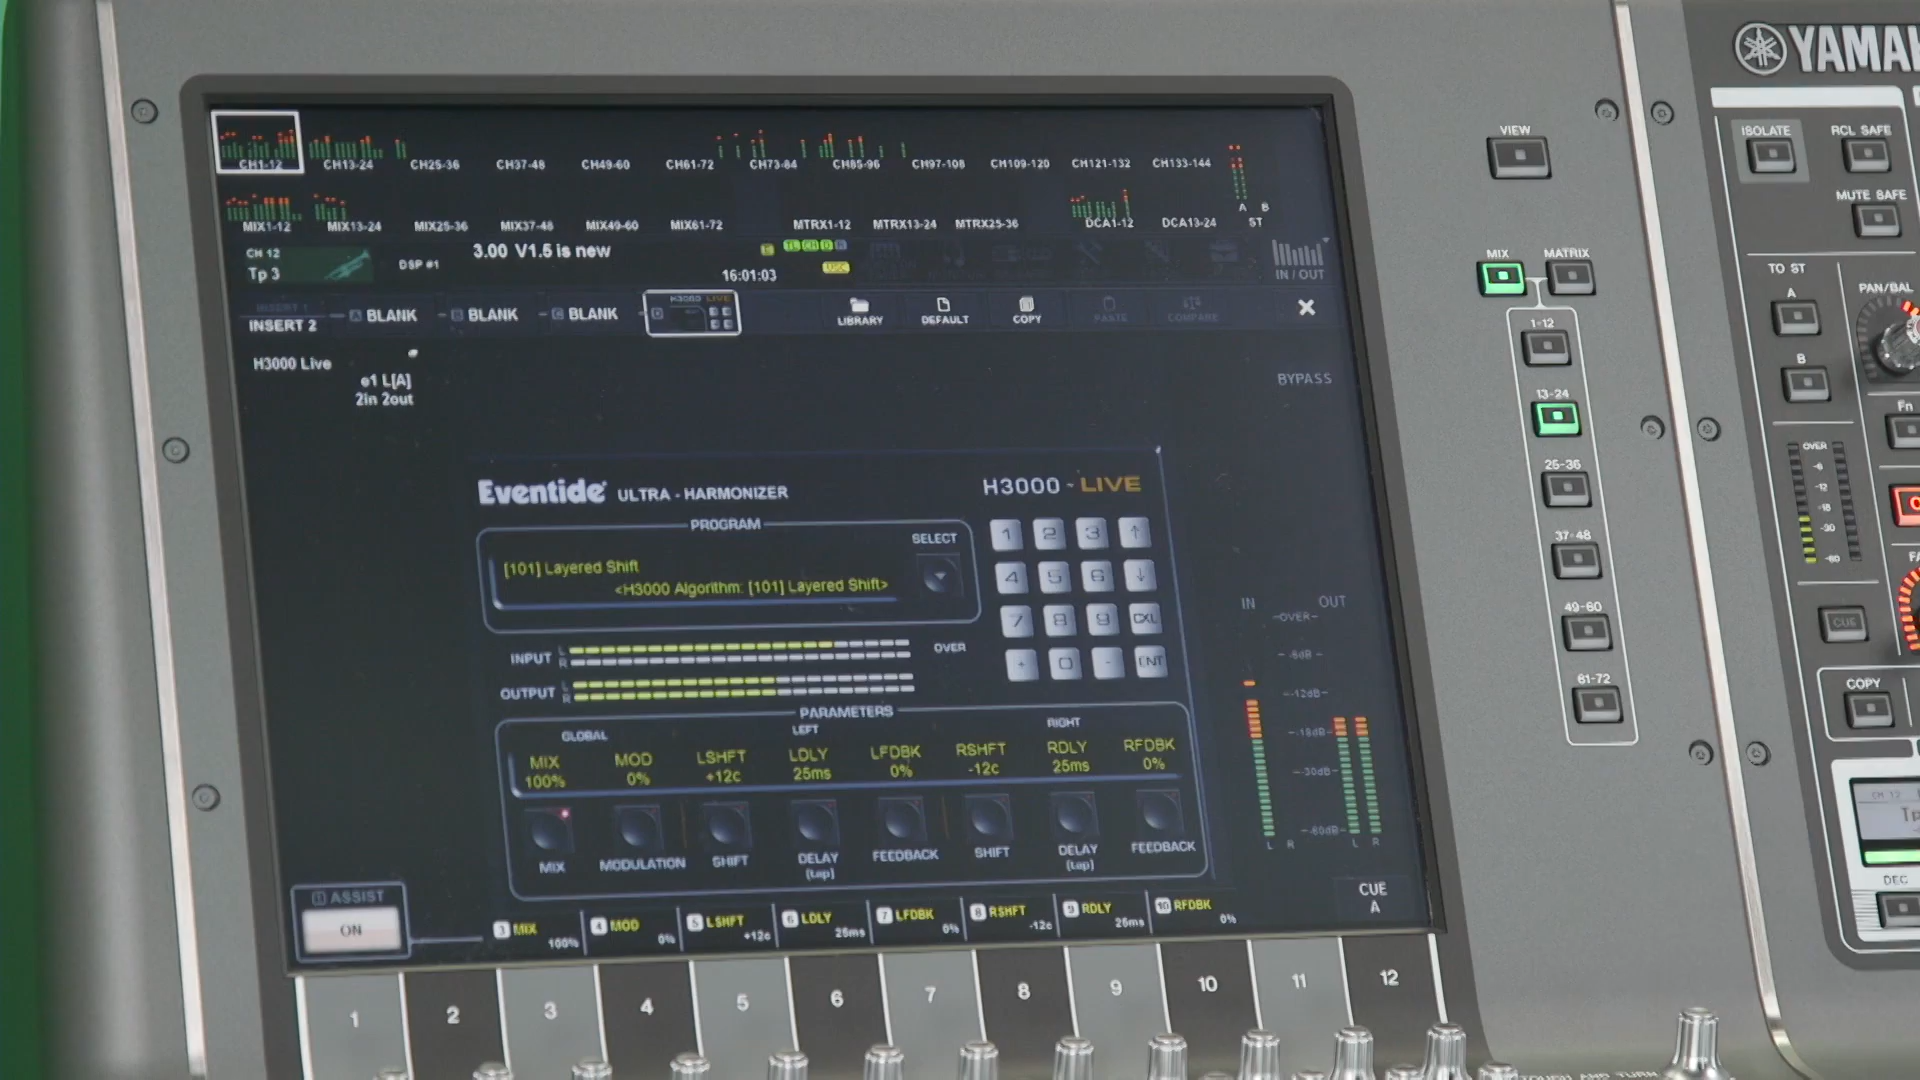 YAMAH
CH1-12 CH13-24 CH25-36 CH37-48 CH49-60 CH61-72 CH73-84 CH85-96 CH97-108 CH109-120 CH121-132 CH133-144
A B
MIX1-12 MIX13-24 MIX25-36 MIX37-48 MIX49-60 MIX61-72 MTRX1-12 MTRX13-24 MTRX25-36 DCA1-12 DCA13-24 ST
CH 12
Tp 3
DSP #1
3.00 V1.5 is new
16:01:03
USC
IN / OUT
INSERT 1
INSERT 2
A BLANK
B BLANK
C BLANK
D
H3000 LIVE
LIBRARY
DEFAULT
COPY
PASTE
COMPARE
H3000 Live
e1 L[A]
2in 2out
BYPASS
Eventide ULTRA - HARMONIZER
H3000 - LIVE
PROGRAM
SELECT
[101] Layered Shift
<H3000 Algorithm: [101] Layered Shift>
1 2 3 ↑
4 5 6 ↓
7 8 9 CXL
+ 0 - ENT
INPUT L R
OVER
OUTPUT L R
PARAMETERS
GLOBAL LEFT RIGHT
MIX MOD LSHFT LDLY LFDBK RSHFT RDLY RFDBK
100% 0% +12c 25ms 0% -12c 25ms 0%
MIX MODULATION SHIFT DELAY FEEDBACK SHIFT DELAY FEEDBACK
(tap) (tap)
IN OUT
-OVER-
-6dB-
-12dB-
-18dB-
-30dB-
-60dB-
L R L R
CUE
A
ASSIST
ON
3 MIX 100%
4 MOD 0%
5 LSHFT +12c
6 LDLY 25ms
7 LFDBK 0%
8 RSHFT -12c
9 RDLY 25ms
10 RFDBK 0%
1 2 3 4 5 6 7 8 9 10 11 12
VIEW
MIX MATRIX
1-12
13-24
25-36
37-48
49-60
61-72
ISOLATE
RCL SAFE
MUTE SAFE
TO ST
A
B
PAN/BAL
Fn
OVER
-6
-12
-18
-30
-60
CUE
COPY
CH 12
Tp
DEC
TOUCH AND TURN